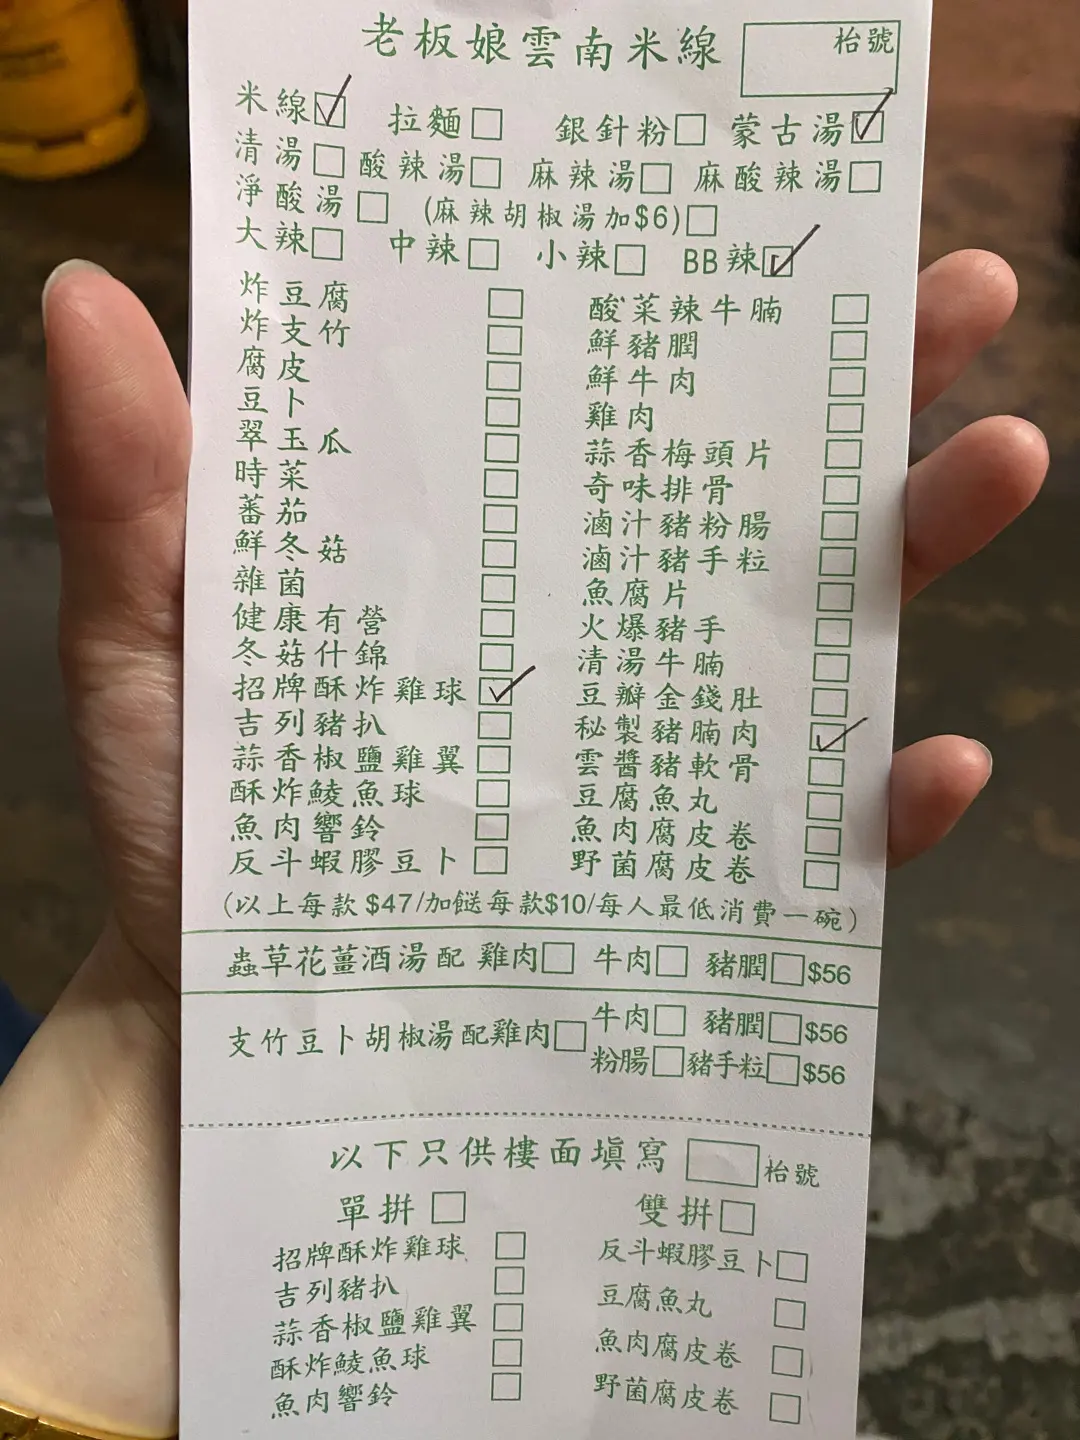 老板娘雲南米線
枱號
米線 拉麵 銀針粉 蒙古湯
清湯 酸辣湯 麻辣湯 麻酸辣湯
淨酸湯 (麻辣胡椒湯加$6)
大辣 中辣 小辣 BB辣
炸豆腐
炸支竹
腐皮
豆卜
翠玉瓜
時菜
蕃茄
鮮冬菇
雜菌
健康有營
冬菇什錦
招牌酥炸雞球
吉列豬扒
蒜香椒鹽雞翼
酥炸鯪魚球
魚肉響鈴
反斗蝦膠豆卜
酸菜辣牛腩
鮮豬膶
鮮牛肉
雞肉
蒜香梅頭片
奇味排骨
滷汁豬粉腸
滷汁豬手粒
魚腐片
火爆豬手
清湯牛腩
豆瓣金錢肚
秘製豬腩肉
雲醬豬軟骨
豆腐魚丸
魚肉腐皮卷
野菌腐皮卷
(以上每款$47/加餸每款$10/每人最低消費一碗)
蟲草花薑酒湯配 雞肉 牛肉 豬膶 $56
支竹豆卜胡椒湯配雞肉 牛肉 豬膶 $56
粉腸 豬手粒 $56
以下只供樓面填寫 枱號
單拼 雙拼
招牌酥炸雞球
吉列豬扒
蒜香椒鹽雞翼
酥炸鯪魚球
魚肉響鈴
反斗蝦膠豆卜
豆腐魚丸
魚肉腐皮卷
野菌腐皮卷